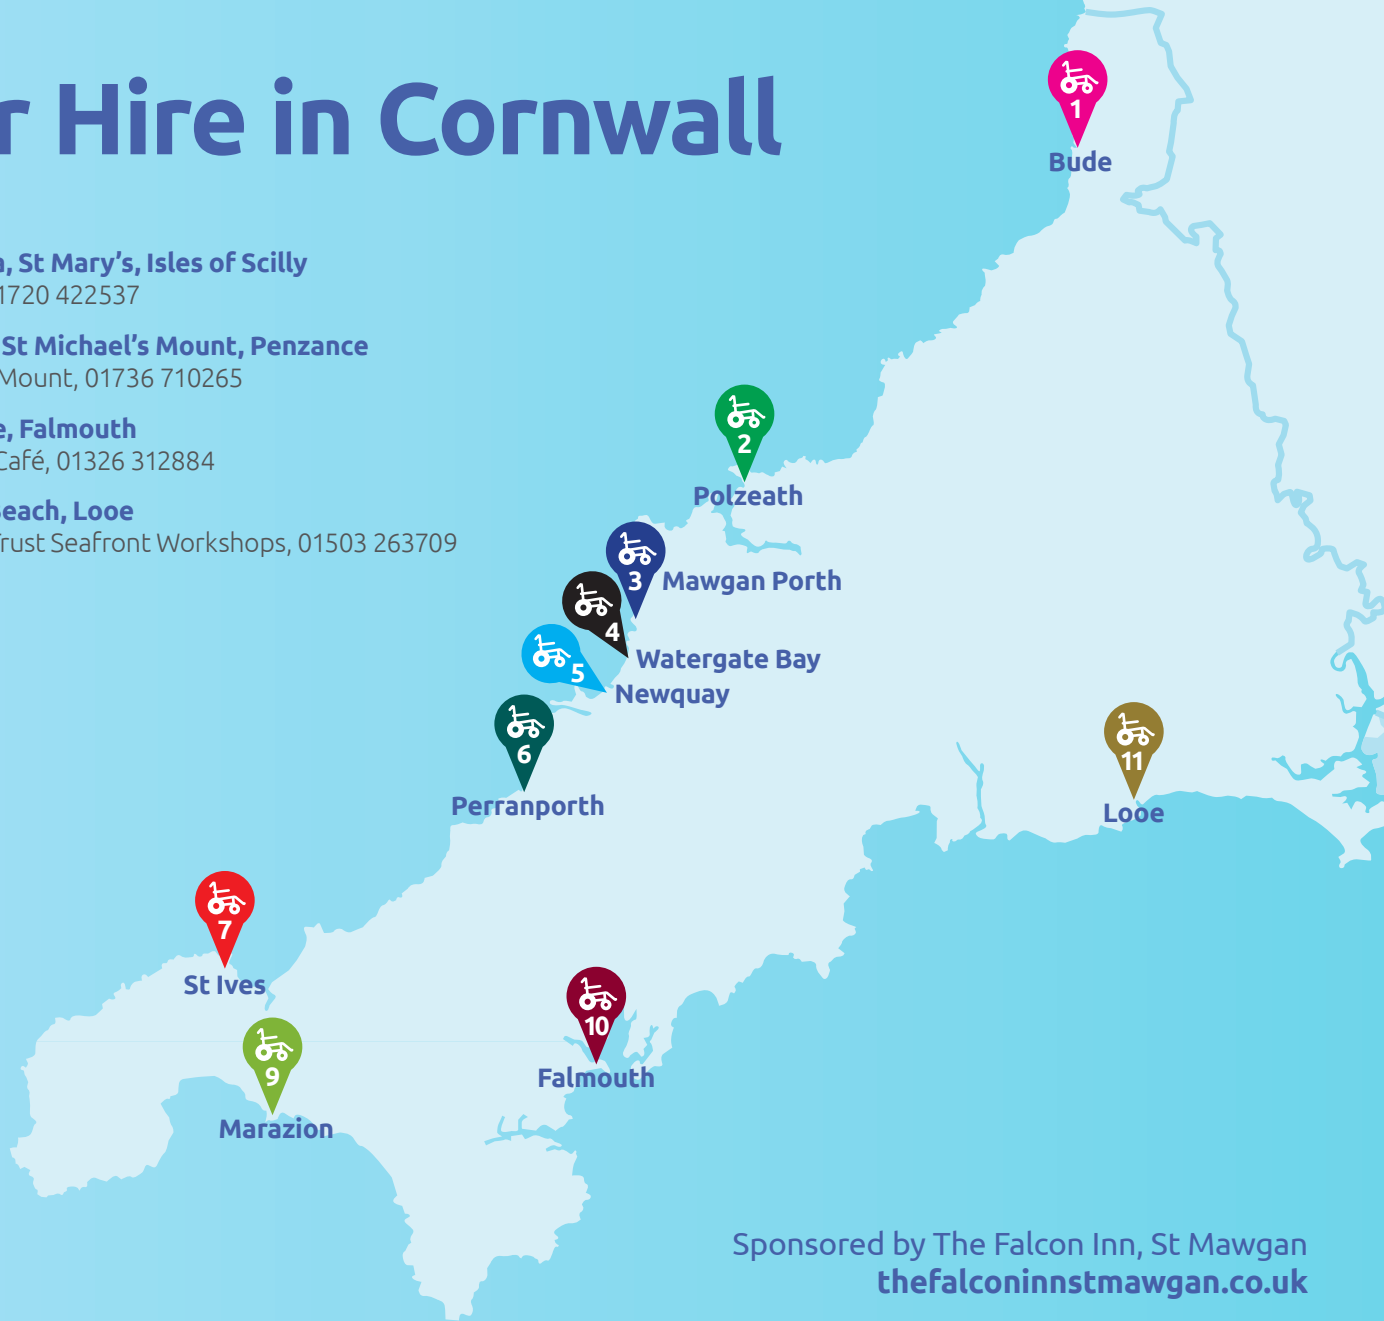 r Hire in Cornwall
1
Bude
, St Mary's, Isles of Scilly
1720 422537
St Michael's Mount, Penzance
Mount, 01736 710265
e, Falmouth
Café, 01326 312884
Beach, Looe
Trust Seafront Workshops, 01503 263709
2
Polzeath
3
Mawgan Porth
4
Watergate Bay
5
Newquay
6
Perranporth
11
Looe
7
St Ives
10
Falmouth
9
Marazion
Sponsored by The Falcon Inn, St Mawgan
thefalconinnstmawgan.co.uk